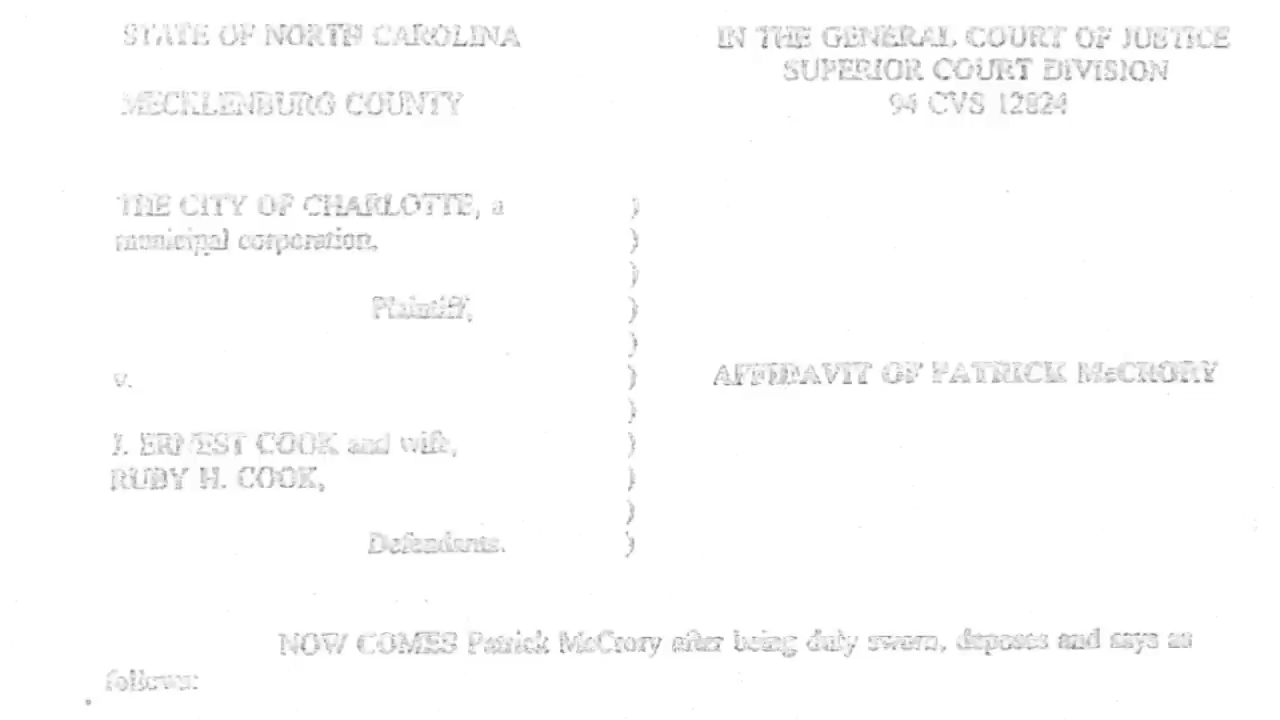 STATE OF NORTH CAROLINA
MECKLENBURG COUNTY
IN THE GENERAL COURT OF JUSTICE
SUPERIOR COURT DIVISION
94 CVS 12824
THE CITY OF CHARLOTTE, a )
municipal corporation, )
)
Plaintiff, )
)
v. )
)
J. ERNEST COOK and wife, )
RUBY H. COOK, )
)
Defendants. )
AFFIDAVIT OF PATRICK McCRORY
NOW COMES Patrick McCrory after being duly sworn, deposes and says as
follows: